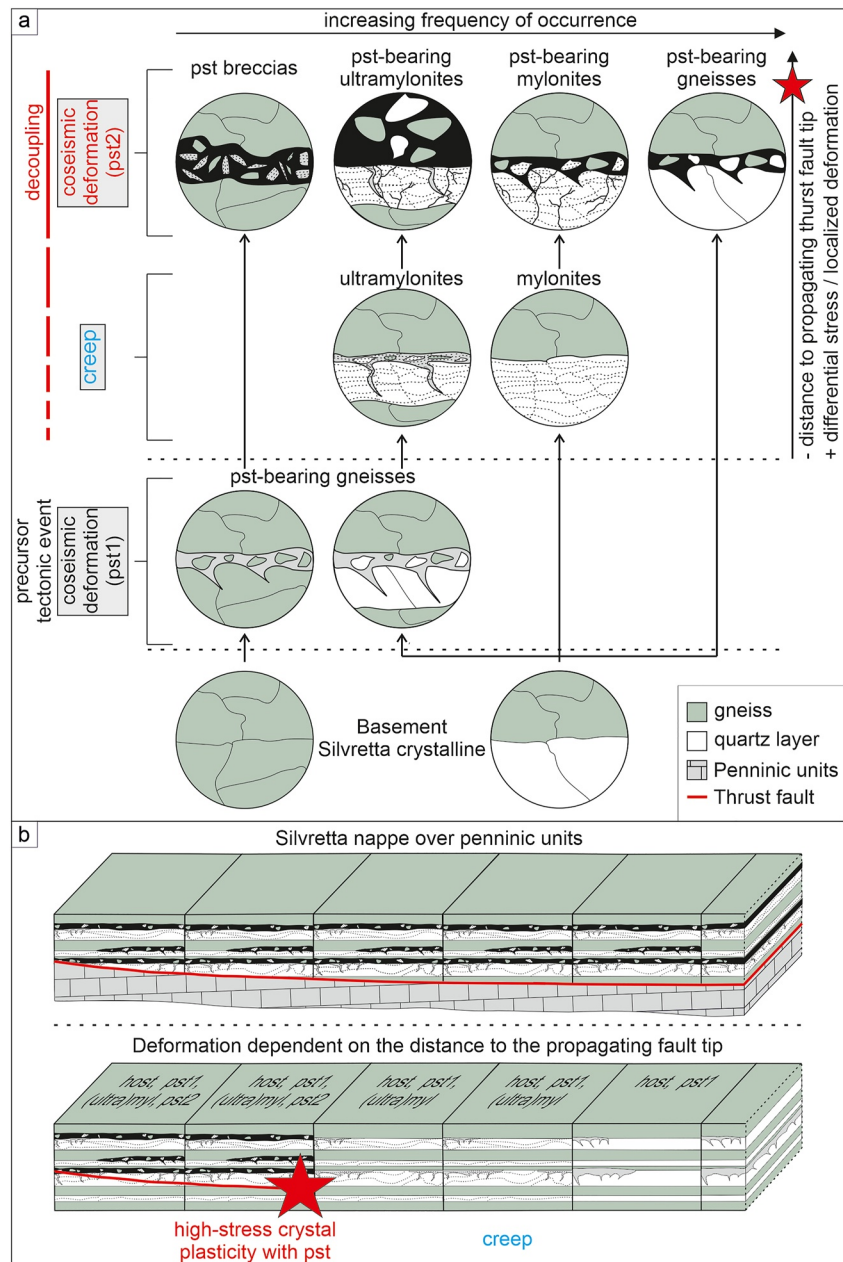 a
increasing frequency of occurrence
pst breccias
pst-bearing
ultramylonites
pst-bearing
mylonites
pst-bearing
gneisses
decoupling
coseismic
deformation
(pst2)
ultramylonites
mylonites
creep
- distance to propagating thurst fault tip
+ differential stress / localized deformation
pst-bearing gneisses
precursor
tectonic event
coseismic
deformation
(pst1)
Basement
Silvretta crystalline
gneiss
quartz layer
Penninic units
Thrust fault
b
Silvretta nappe over penninic units
Deformation dependent on the distance to the propagating fault tip
host, pst1,
(ultra)myl, pst2
host, pst1,
(ultra)myl, pst2
host, pst1,
(ultra)myl
host, pst1,
(ultra)myl
host, pst1
high-stress crystal
plasticity with pst
creep